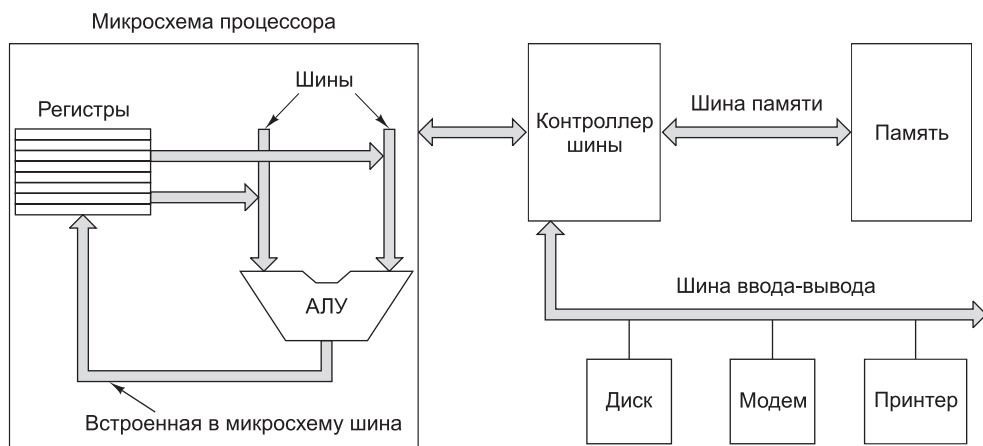 Микросхема процессора
Шины
Регистры
АЛУ
Встроенная в микросхему шина
Контроллер
шины
Шина памяти
Память
Шина ввода-вывода
Диск
Модем
Принтер